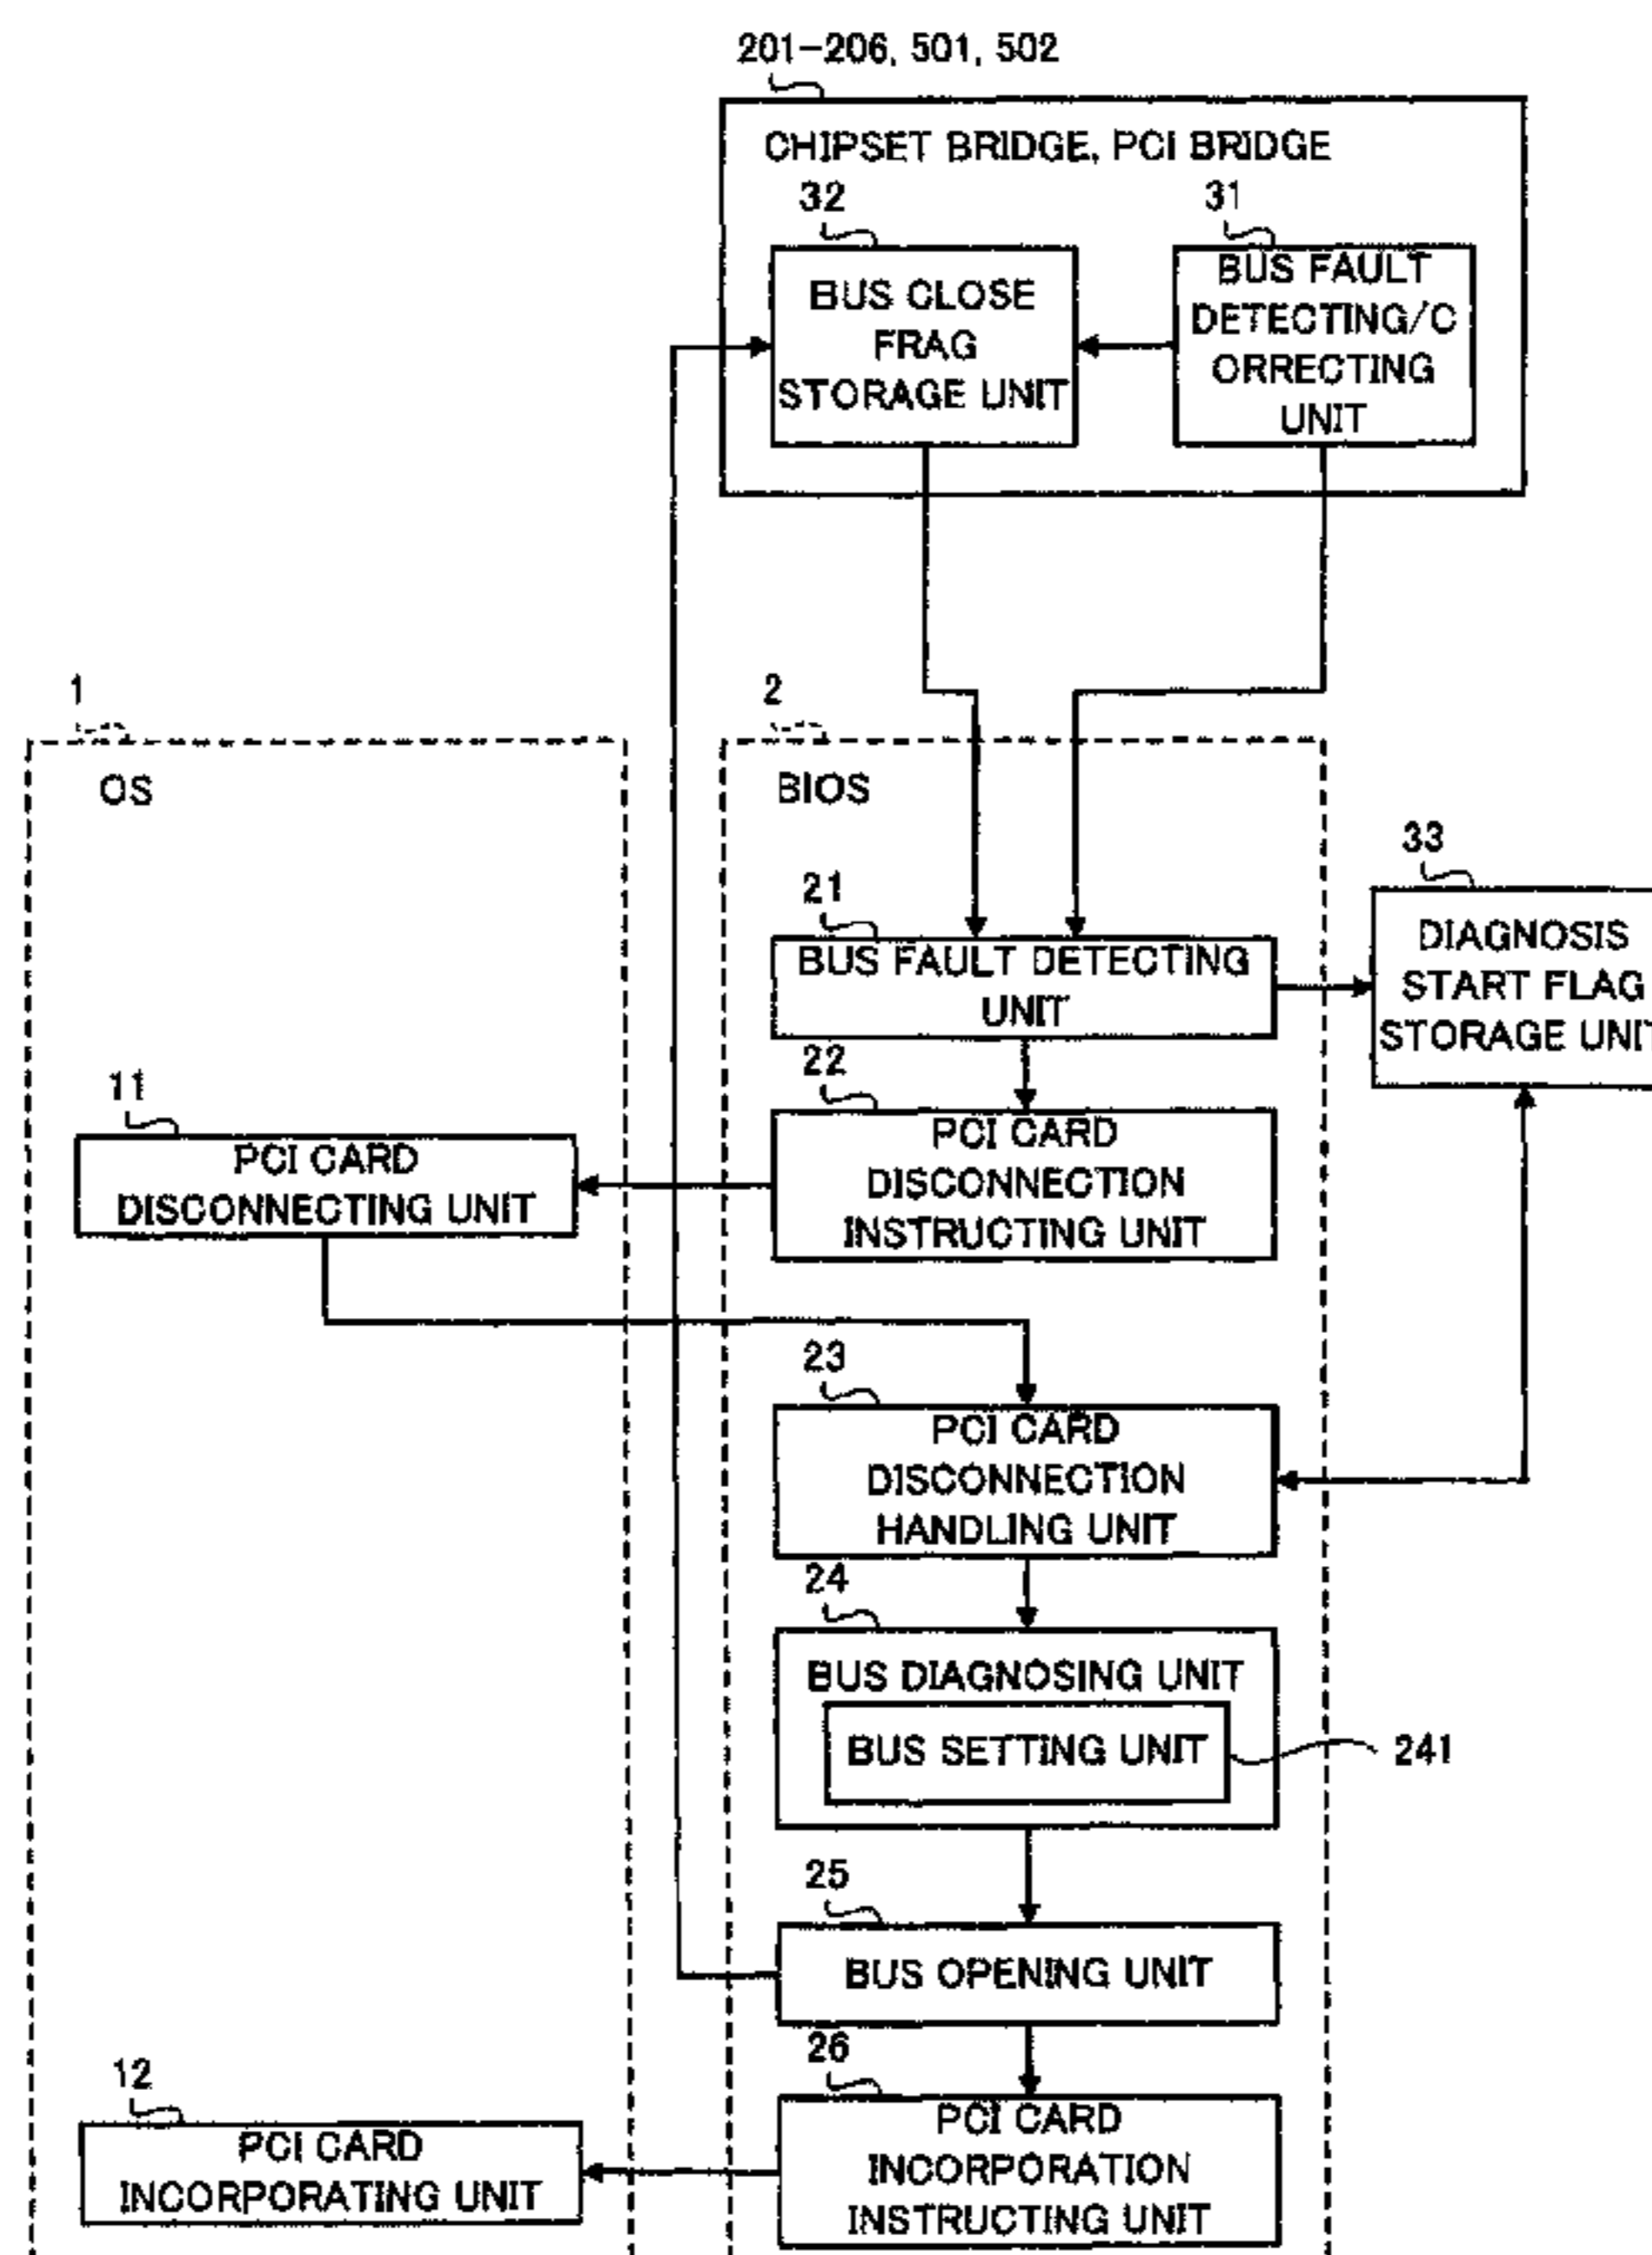 201-206, 501, 502
CHIPSET BRIDGE, PCI BRIDGE
32
BUS CLOSE
FRAG
STORAGE UNIT
31
BUS FAULT
DETECTING/C
ORRECTING
UNIT
1
OS
2
BIOS
21
BUS FAULT DETECTING
UNIT
33
DIAGNOSIS
START FLAG
STORAGE UNIT
22
PCI CARD
DISCONNECTION
INSTRUCTING UNIT
11
PCI CARD
DISCONNECTING UNIT
23
PCI CARD
DISCONNECTION
HANDLING UNIT
24
BUS DIAGNOSING UNIT
BUS SETTING UNIT
241
25
BUS OPENING UNIT
26
PCI CARD
INCORPORATION
INSTRUCTING UNIT
12
PCI CARD
INCORPORATING UNIT